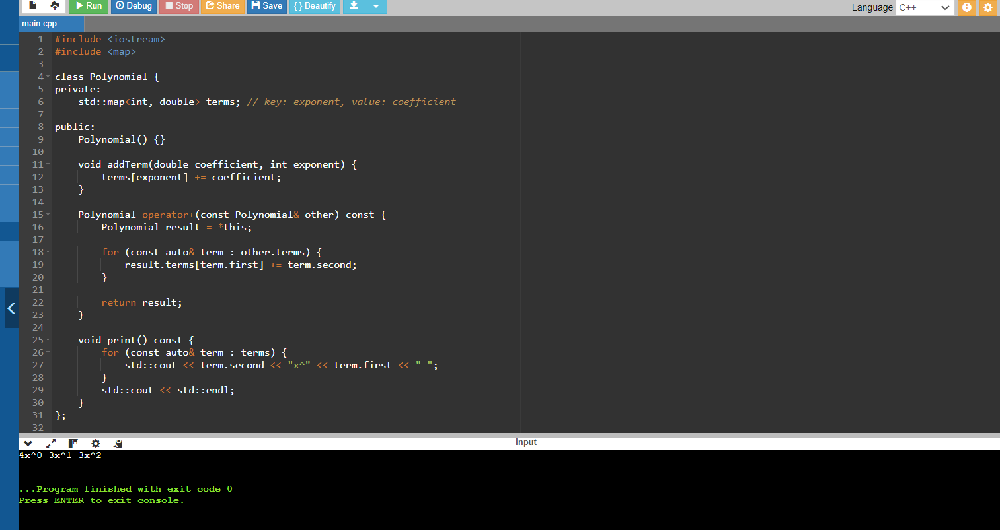 Run Debug Stop Share Save { } Beautify Language C++
main.cpp
1 #include <iostream>
2 #include <map>
3
4 class Polynomial {
5 private:
6     std::map<int, double> terms; // key: exponent, value: coefficient
7
8 public:
9     Polynomial() {}
10
11     void addTerm(double coefficient, int exponent) {
12         terms[exponent] += coefficient;
13     }
14
15     Polynomial operator+(const Polynomial& other) const {
16         Polynomial result = *this;
17
18         for (const auto& term : other.terms) {
19             result.terms[term.first] += term.second;
20         }
21
22         return result;
23     }
24
25     void print() const {
26         for (const auto& term : terms) {
27             std::cout << term.second << "x^" << term.first << " ";
28         }
29         std::cout << std::endl;
30     }
31 };
32
input
4x^0 3x^1 3x^2
...Program finished with exit code 0
Press ENTER to exit console.